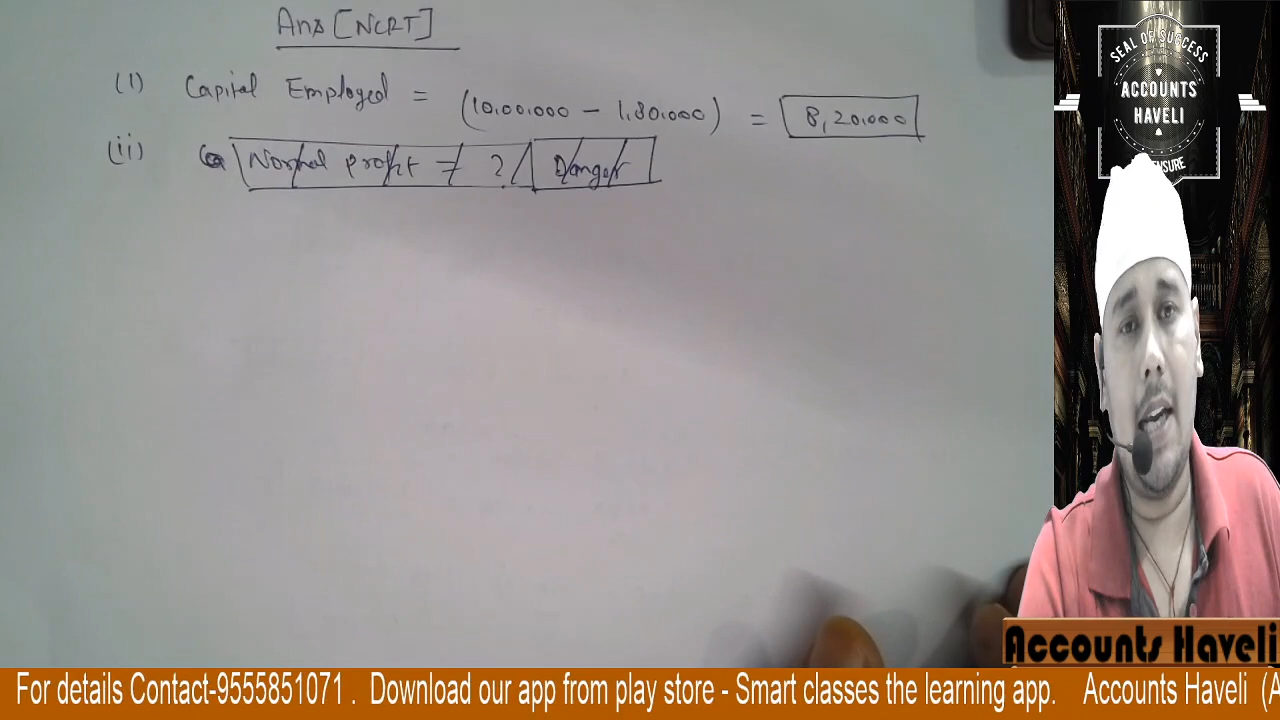 Ans [NCRT]
(i) Capital Employed = (10,00,000 - 1,80,000) = 8,20,000
(ii) Normal profit = ? Danger
SEAL OF SUCCESS
ACCOUNTS
HAVELI
Accounts Haveli
For details Contact-9555851071 . Download our app from play store - Smart classes the learning app. Accounts Haveli (A